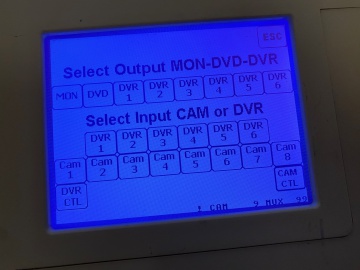 ESC
Select Output MON-DVD-DVR
MON DVD DVR 1 DVR 2 DVR 3 DVR 4 DVR 5 DVR 6
Select Input CAM or DVR
DVR 1 DVR 2 DVR 3 DVR 4 DVR 5 DVR 6
Cam 1 Cam 2 Cam 3 Cam 4 Cam 5 Cam 6 Cam 7 Cam 8
DVR CTL CAM CTL
CAM 9 MUX